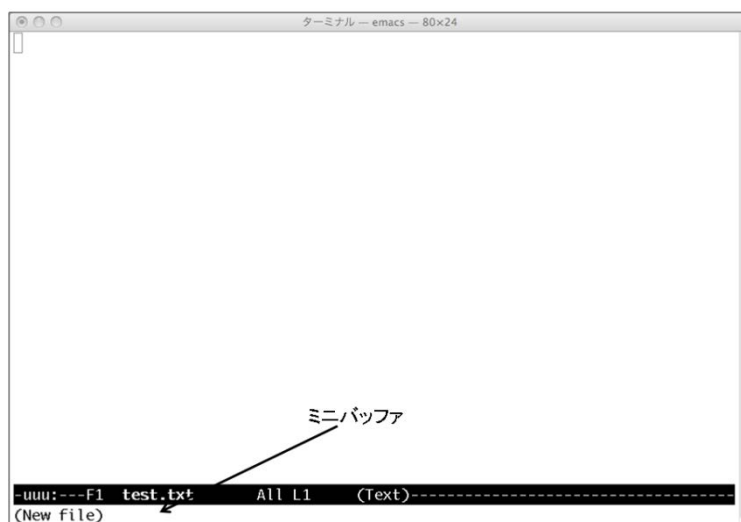 ターミナル — emacs — 80×24
ミニバッファ
-uuu:---F1  test.txt       All L1     (Text)-----------------------------------
(New file)